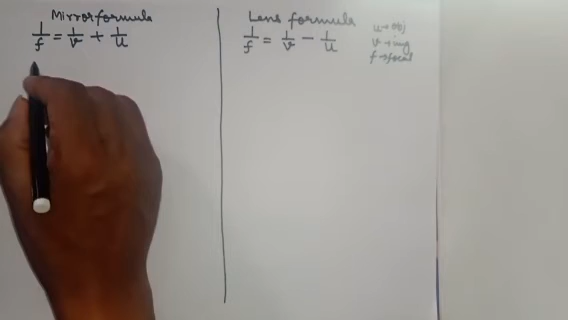 Mirror formula
1/f = 1/v + 1/u
Lens formula
1/f = 1/v - 1/u
u → obj
v → img
f → focal